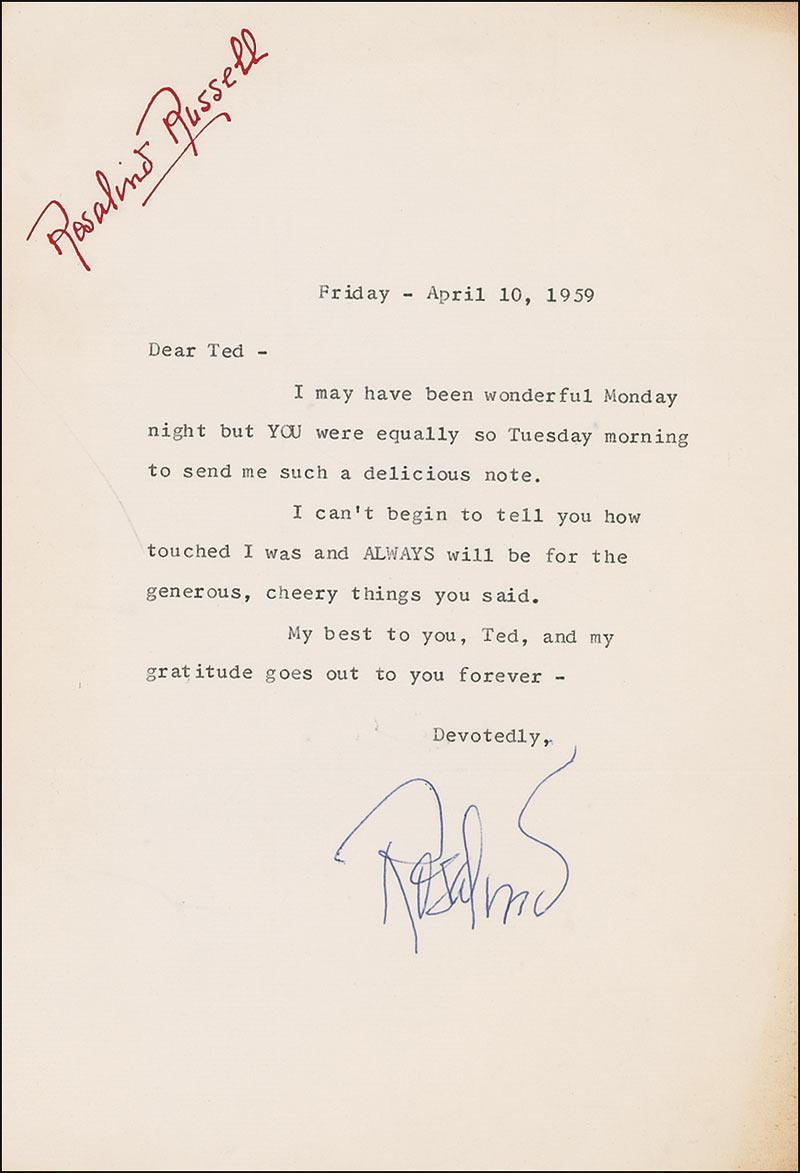 Rosalind Russell
Friday - April 10, 1959
Dear Ted -
I may have been wonderful Monday
night but YOU were equally so Tuesday morning
to send me such a delicious note.
I can't begin to tell you how
touched I was and ALWAYS will be for the
generous, cheery things you said.
My best to you, Ted, and my
gratitude goes out to you forever -
Devotedly,
Rosalind